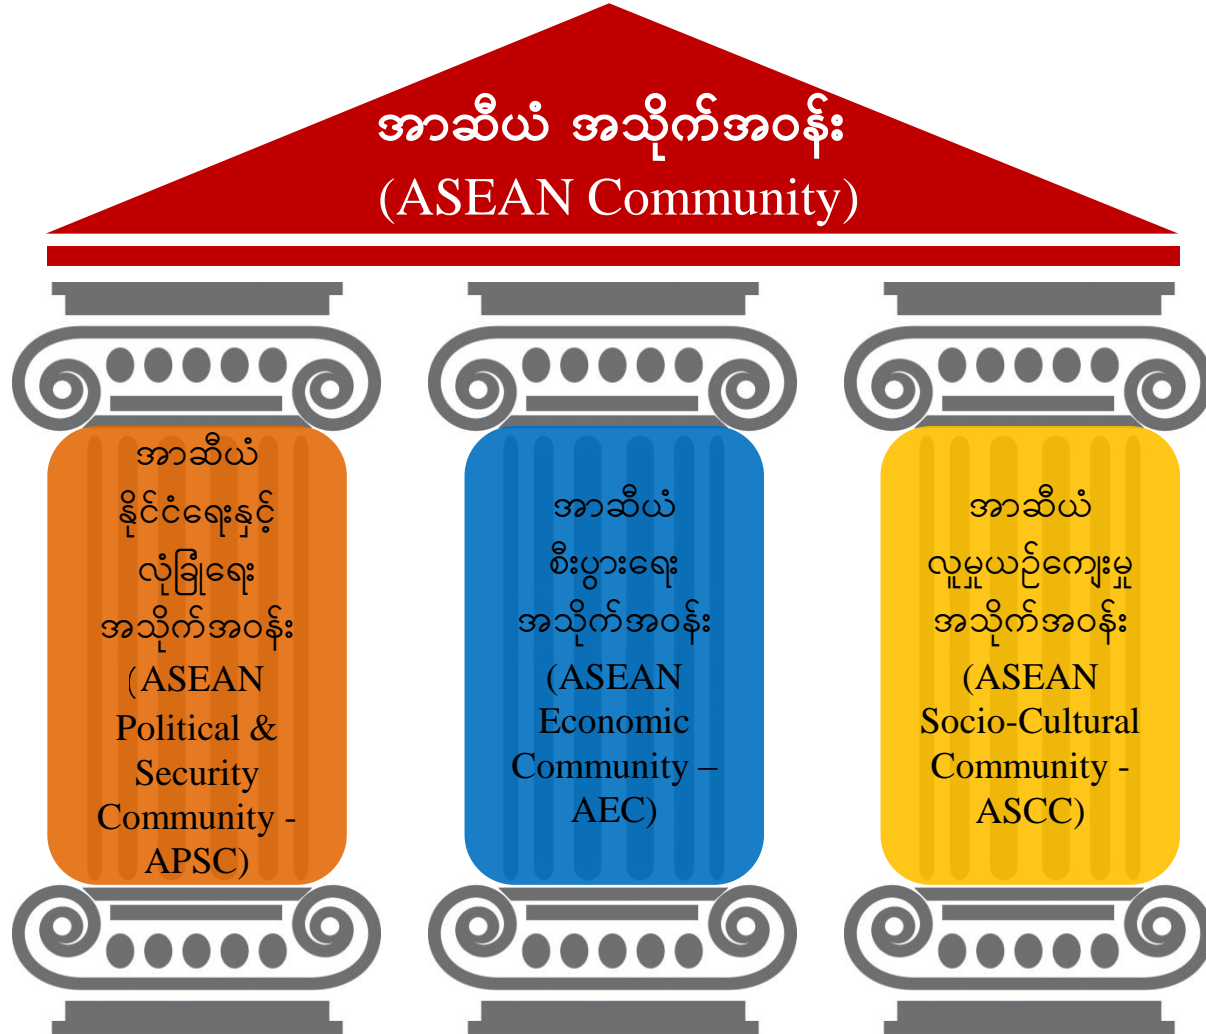 အာဆီယံ အသိုက်အဝန်း
(ASEAN Community)
အာဆီယံ
နိုင်ငံရေးနှင့်
လုံခြုံရေး
အသိုက်အဝန်း
(ASEAN
Political &
Security
Community -
APSC)
အာဆီယံ
စီးပွားရေး
အသိုက်အဝန်း
(ASEAN
Economic
Community –
AEC)
အာဆီယံ
လူမှုယဉ်ကျေးမှု
အသိုက်အဝန်း
(ASEAN
Socio-Cultural
Community -
ASCC)